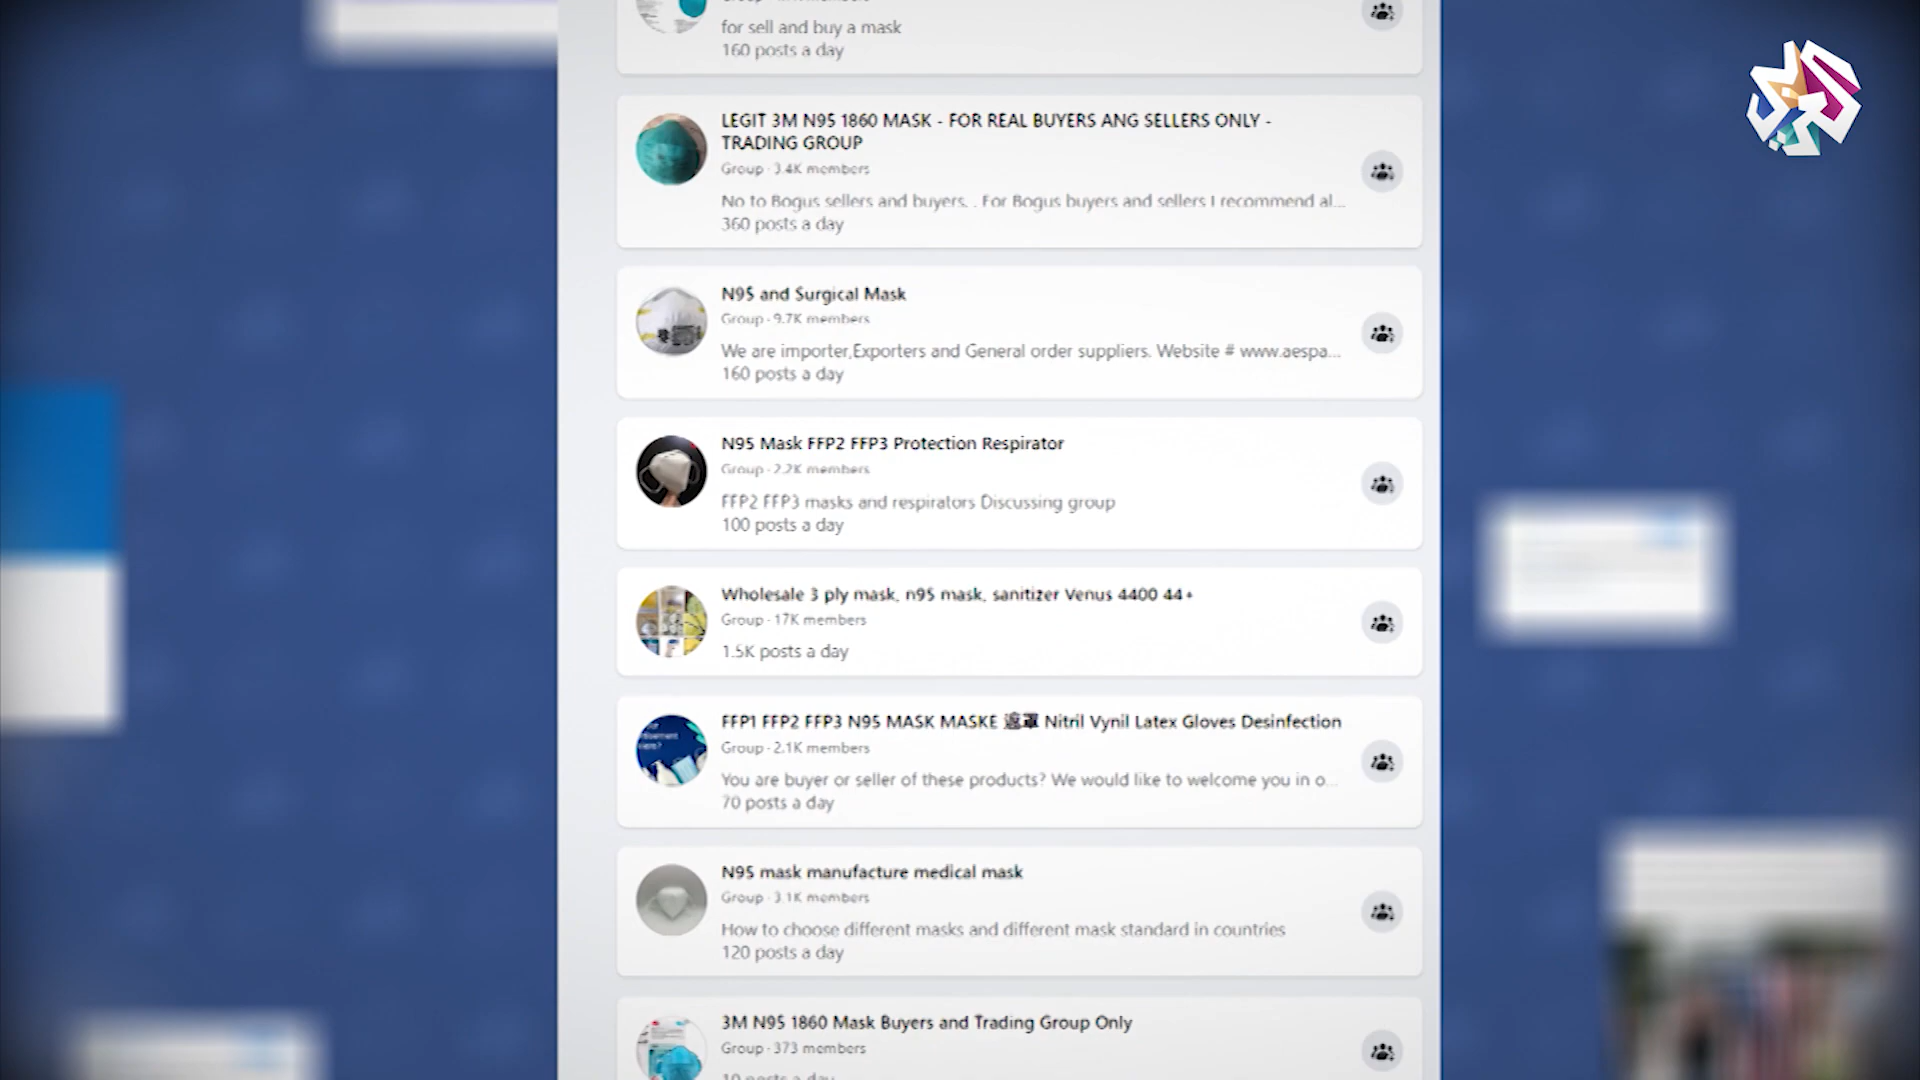 for sell and buy a mask
160 posts a day
LEGIT 3M N95 1860 MASK - FOR REAL BUYERS ANG SELLERS ONLY -
TRADING GROUP
Group · 3.4K members
No to Bogus sellers and buyers. . For Bogus buyers and sellers I recommend al...
360 posts a day
N95 and Surgical Mask
Group · 9.7K members
We are importer,Exporters and General order suppliers. Website # www.aespa...
160 posts a day
N95 Mask FFP2 FFP3 Protection Respirator
Group · 2.2K members
FFP2 FFP3 masks and respirators Discussing group
100 posts a day
Wholesale 3 ply mask, n95 mask, sanitizer Venus 4400 44+
Group · 17K members
1.5K posts a day
FFP1 FFP2 FFP3 N95 MASK MASKE 遮罩 Nitril Vynil Latex Gloves Desinfection
Group · 2.1K members
You are buyer or seller of these products? We would like to welcome you in o...
70 posts a day
N95 mask manufacture medical mask
Group · 3.1K members
How to choose different masks and different mask standard in countries
120 posts a day
3M N95 1860 Mask Buyers and Trading Group Only
Group · 373 members
10 posts a day